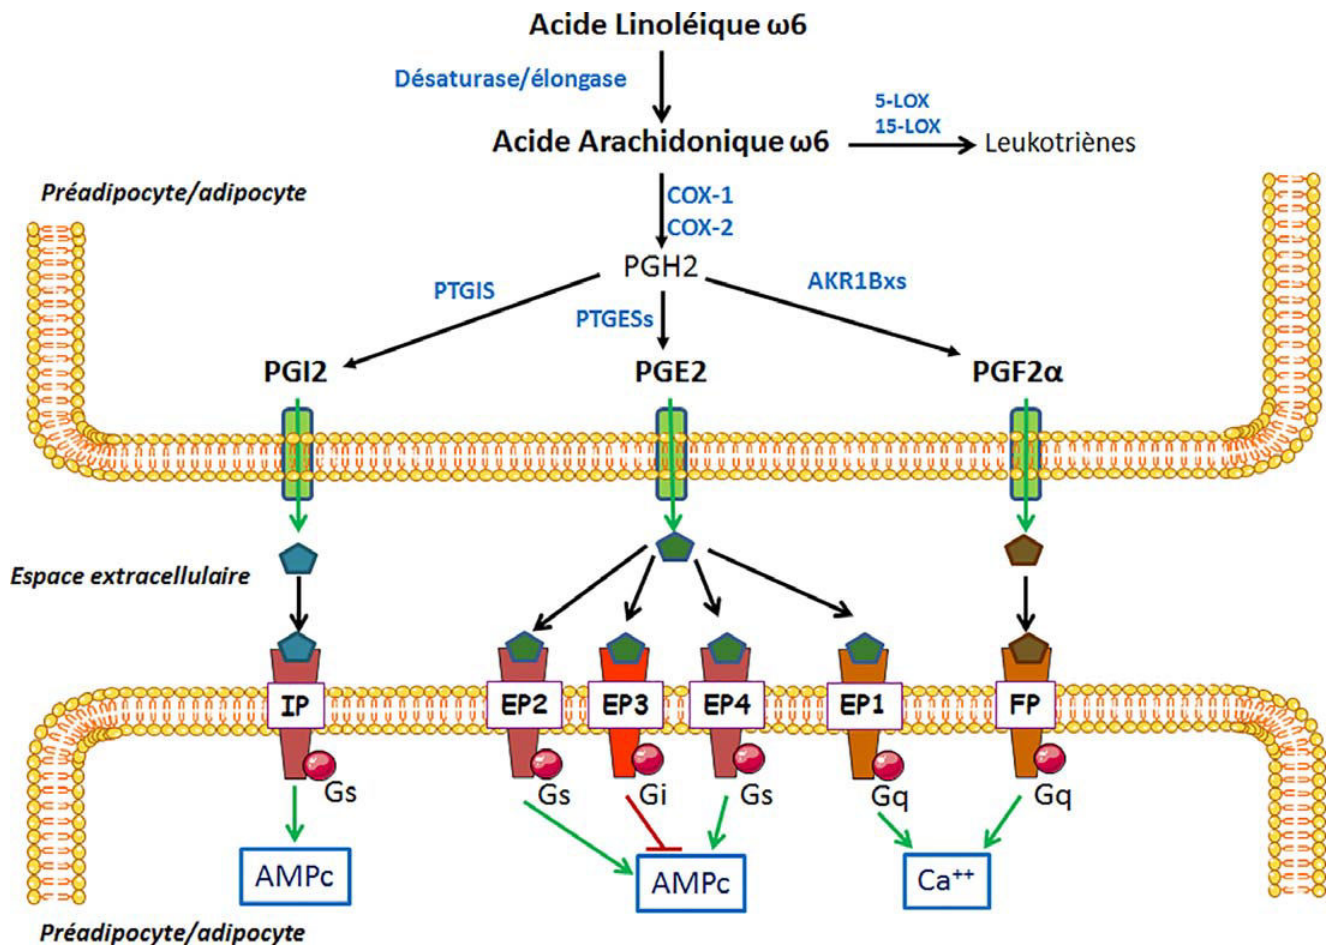 Acide Linoléique ω6
Désaturase/élongase
5-LOX
15-LOX
Acide Arachidonique ω6
Leukotriènes
Préadipocyte/adipocyte
COX-1
COX-2
PGH2
PTGIS
AKR1Bxs
PTGESs
PGI2
PGE2
PGF2α
Espace extracellulaire
IP
EP2
EP3
EP4
EP1
FP
Gs
Gs
Gi
Gs
Gq
Gq
AMPc
AMPc
Ca⁺⁺
Préadipocyte/adipocyte